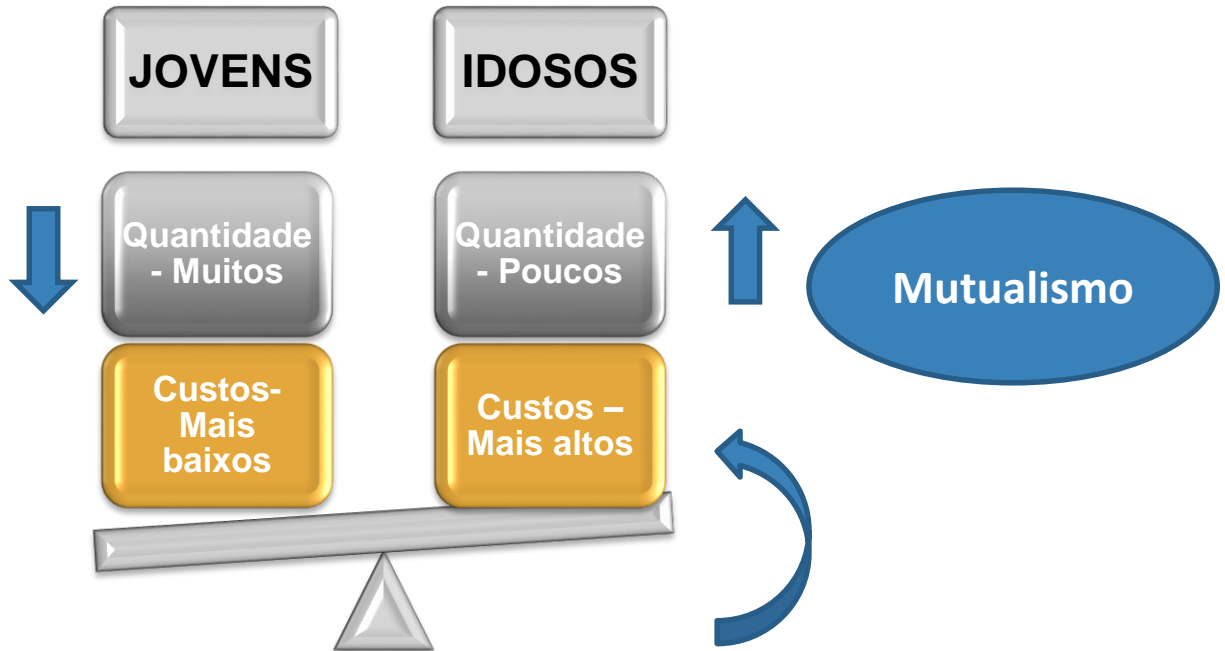 JOVENS
IDOSOS
Quantidade
- Muitos
Quantidade
- Poucos
Mutualismo
Custos-
Mais
baixos
Custos –
Mais altos